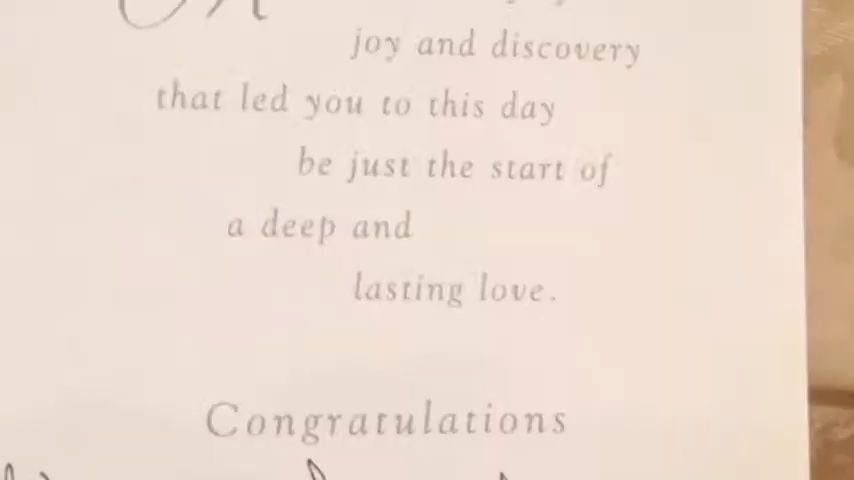 joy and discovery
that led you to this day
be just the start of
a deep and
lasting love.
Congratulations